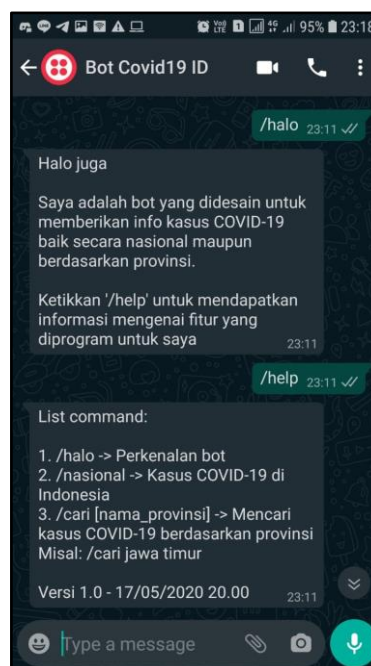 VoLTE 1 4G 95% 23:18
Bot Covid19 ID
/halo 23:11
Halo juga
Saya adalah bot yang didesain untuk
memberikan info kasus COVID-19
baik secara nasional maupun
berdasarkan provinsi.
Ketikkan '/help' untuk mendapatkan
informasi mengenai fitur yang
diprogram untuk saya 23:11
/help 23:11
List command:
1. /halo -> Perkenalan bot
2. /nasional -> Kasus COVID-19 di
Indonesia
3. /cari [nama_provinsi] -> Mencari
kasus COVID-19 berdasarkan provinsi
Misal: /cari jawa timur
Versi 1.0 - 17/05/2020 20.00 23:11
Type a message